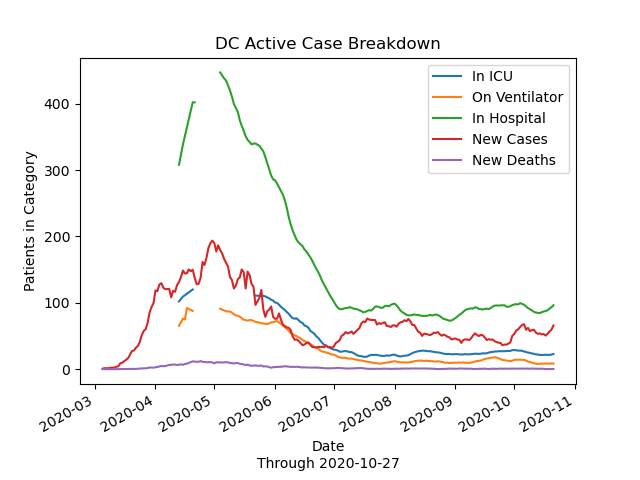 DC Active Case Breakdown
In ICU
On Ventilator
In Hospital
New Cases
New Deaths
Patients in Category
400
300
200
100
0
2020-03
2020-04
2020-05
2020-06
2020-07
2020-08
2020-09
2020-10
2020-11
Date
Through 2020-10-27